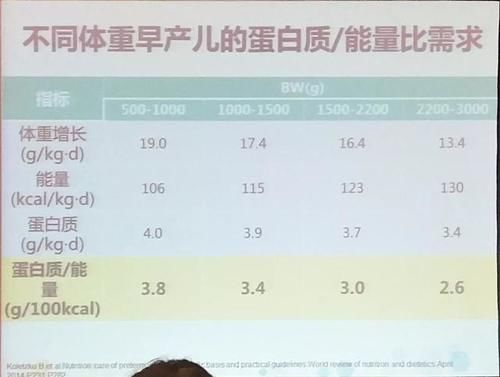 不同体重早产儿的蛋白质/能量比需求
指标 BW(g)
500-1000 1000-1500 1500-2200 2200-3000
体重增长
(g/kg·d) 19.0 17.4 16.4 13.4
能量
(kcal/kg·d) 106 115 123 130
蛋白质
(g/kg·d) 4.0 3.9 3.7 3.4
蛋白质/能
量
(g/100kcal) 3.8 3.4 3.0 2.6
Koletzko B,et al Nutrition care of preterm basis and practical guidelines.World review of nutrition and dietetics.April
2014.P231-P262